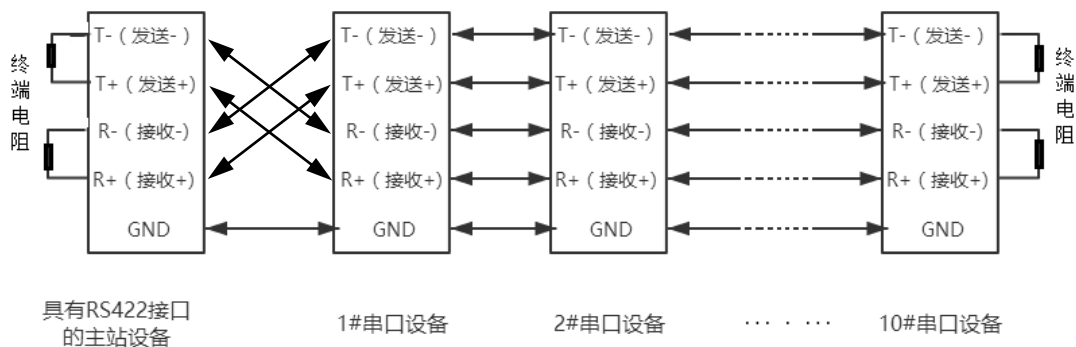 终端电阻
T-（发送-）
T+（发送+）
R-（接收-）
R+（接收+）
GND
T-（发送-）
T+（发送+）
R-（接收-）
R+（接收+）
GND
T-（发送-）
T+（发送+）
R-（接收-）
R+（接收+）
GND
T-（发送-）
T+（发送+）
R-（接收-）
R+（接收+）
GND
终端电阻
具有RS422接口
的主站设备
1#串口设备
2#串口设备
··· · ···
10#串口设备